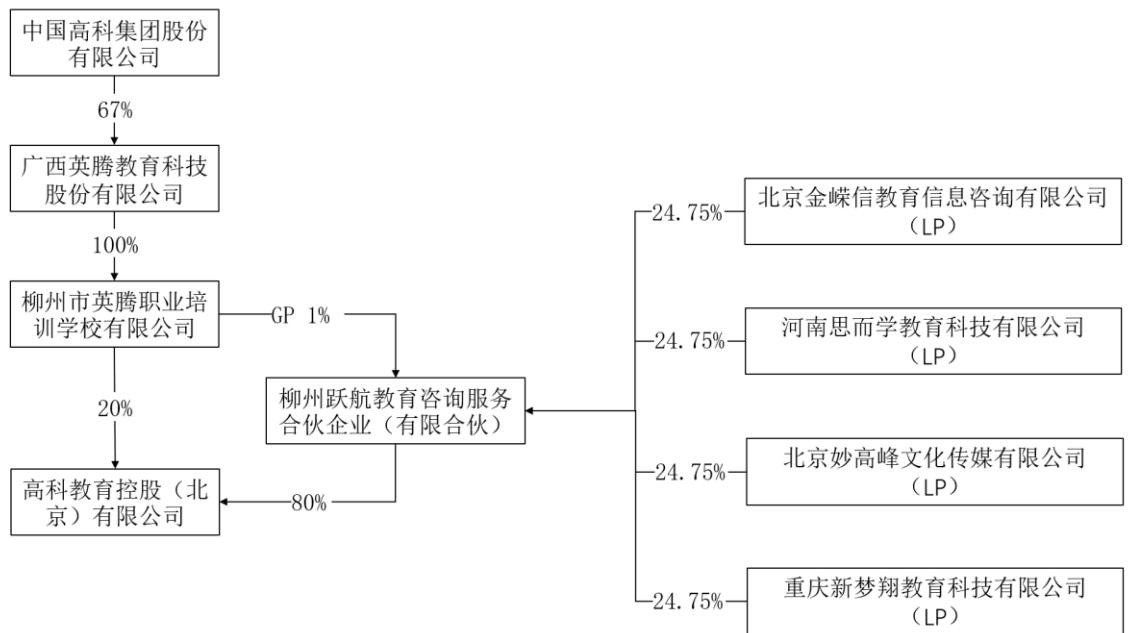 中国高科集团股份
有限公司
67%
广西英腾教育科技
股份有限公司
100%
柳州市英腾职业培
训学校有限公司
GP 1%
20%
柳州跃航教育咨询服务
合伙企业（有限合伙）
80%
高科教育控股（北
京）有限公司
24.75%
北京金嵘信教育信息咨询有限公司
（LP）
24.75%
河南思而学教育科技有限公司
（LP）
24.75%
北京妙高峰文化传媒有限公司
（LP）
24.75%
重庆新梦翔教育科技有限公司
（LP）